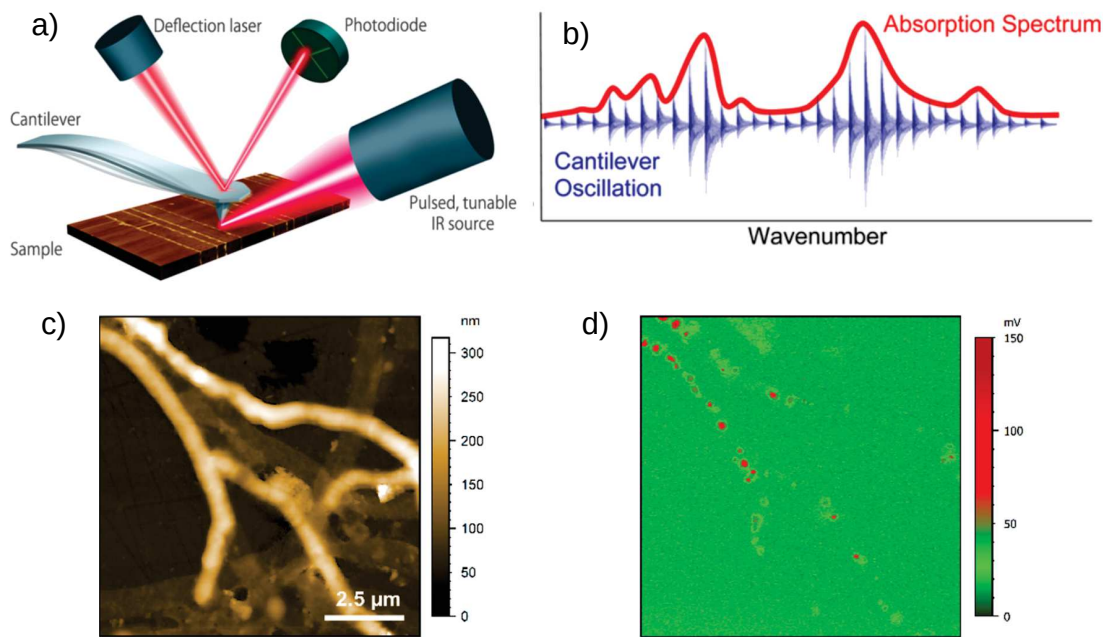 a)
Deflection laser
Photodiode
Cantilever
Pulsed, tunable
IR source
Sample
b)
Absorption Spectrum
Cantilever
Oscillation
Wavenumber
c)
nm
300
250
200
150
100
50
0
2.5 µm
d)
mV
150
100
50
0